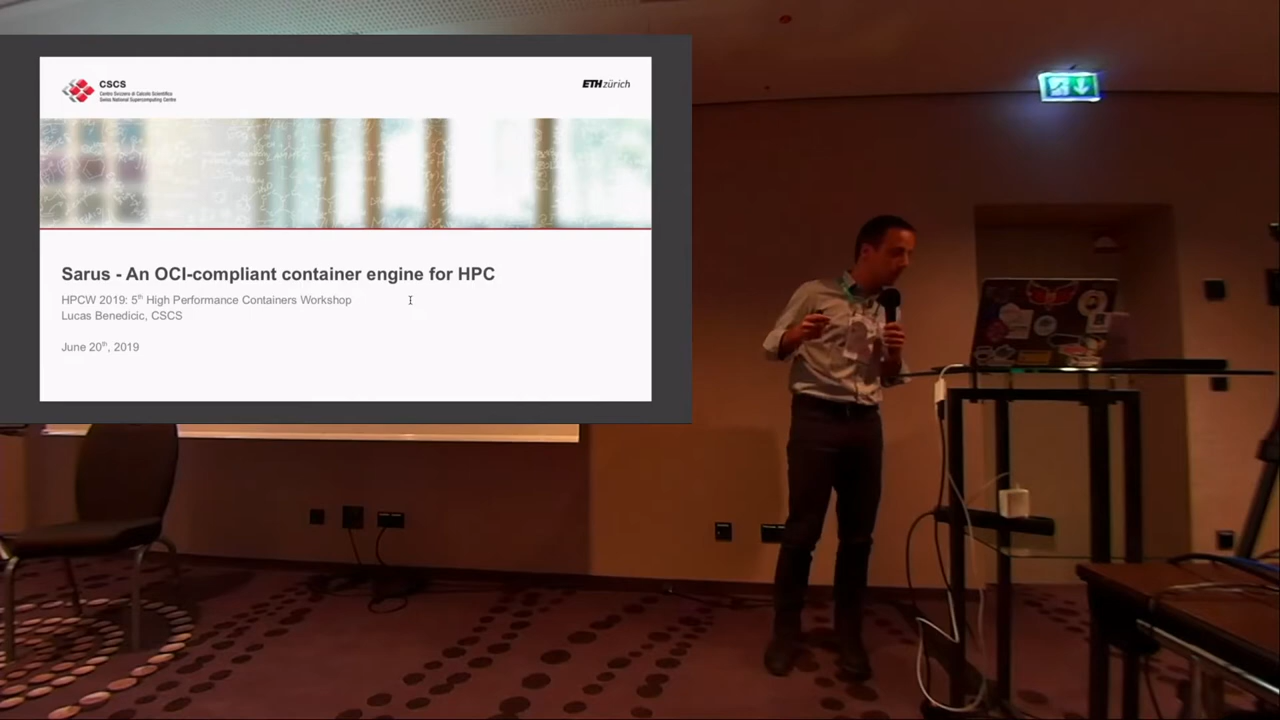 CSCS
Centro Svizzero di Calcolo Scientifico
Swiss National Supercomputing Centre
ETH zürich
Sarus - An OCI-compliant container engine for HPC
HPCW 2019: 5th High Performance Containers Workshop
Lucas Benedicic, CSCS
June 20th, 2019